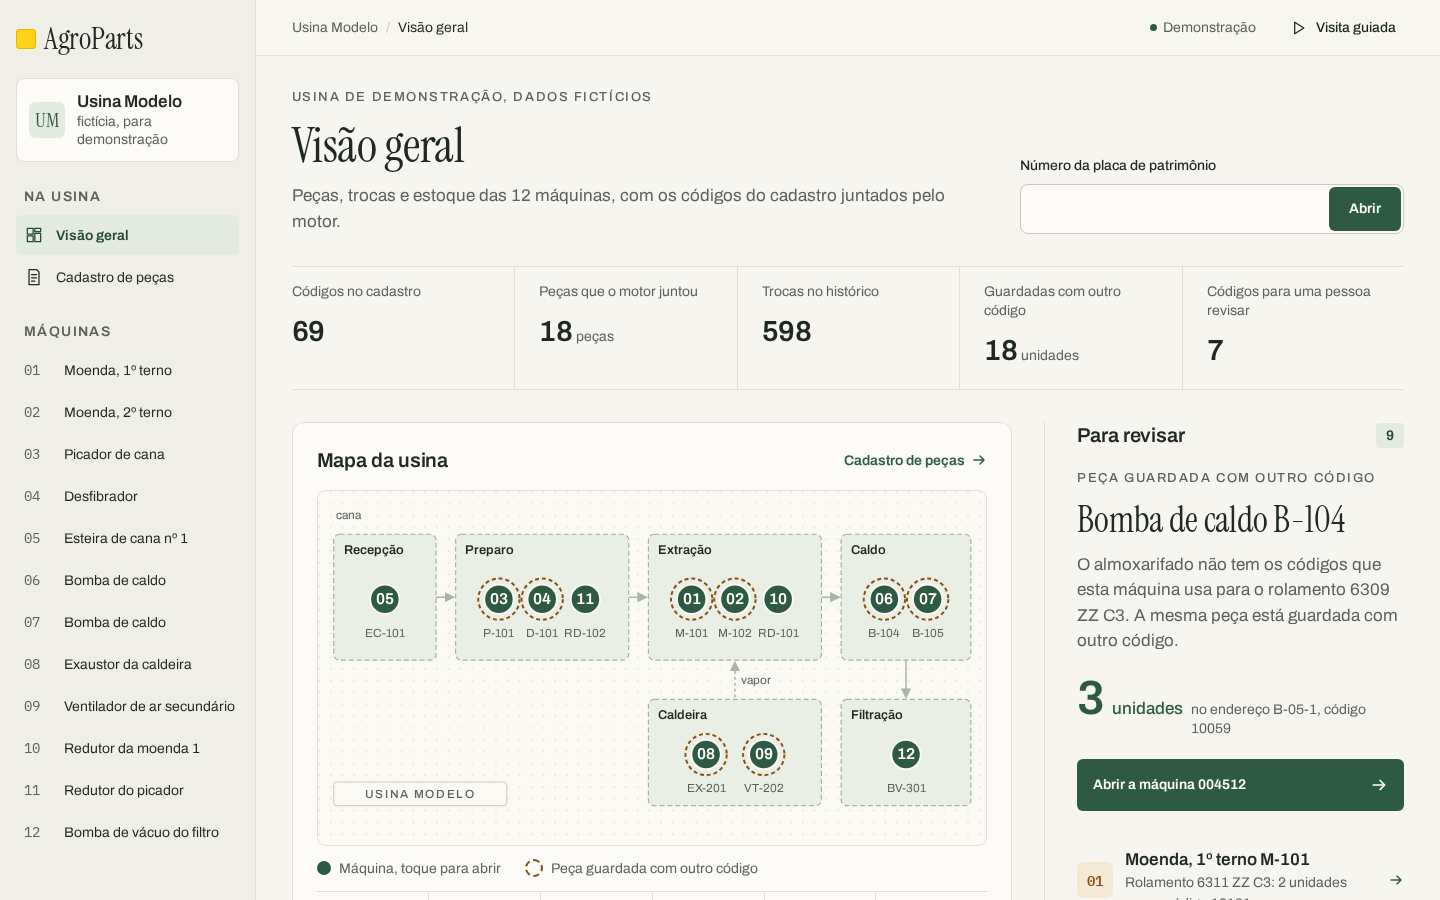 AgroParts
UM
Usina Modelo
fictícia, para
demonstração
NA USINA
Visão geral
Cadastro de peças
MÁQUINAS
01 Moenda, 1º terno
02 Moenda, 2º terno
03 Picador de cana
04 Desfibrador
05 Esteira de cana nº 1
06 Bomba de caldo
07 Bomba de caldo
08 Exaustor da caldeira
09 Ventilador de ar secundário
10 Redutor da moenda 1
11 Redutor do picador
12 Bomba de vácuo do filtro
Usina Modelo / Visão geral
Demonstração
Visita guiada
USINA DE DEMONSTRAÇÃO, DADOS FICTÍCIOS
Visão geral
Peças, trocas e estoque das 12 máquinas, com os códigos do cadastro juntados pelo
motor.
Número da placa de patrimônio
Abrir
Códigos no cadastro
69
Peças que o motor juntou
18 peças
Trocas no histórico
598
Guardadas com outro
código
18 unidades
Códigos para uma pessoa
revisar
7
Mapa da usina
Cadastro de peças
cana
Recepção
05
EC-101
Preparo
03 04 11
P-101 D-101 RD-102
Extração
01 02 10
M-101 M-102 RD-101
Caldo
06 07
B-104 B-105
vapor
Caldeira
08 09
EX-201 VT-202
Filtração
12
BV-301
USINA MODELO
Máquina, toque para abrir
Peça guardada com outro código
Para revisar
9
PEÇA GUARDADA COM OUTRO CÓDIGO
Bomba de caldo B-104
O almoxarifado não tem os códigos que
esta máquina usa para o rolamento 6309
ZZ C3. A mesma peça está guardada com
outro código.
3 unidades no endereço B-05-1, código
10059
Abrir a máquina 004512
01
Moenda, 1º terno M-101
Rolamento 6311 ZZ C3: 2 unidades